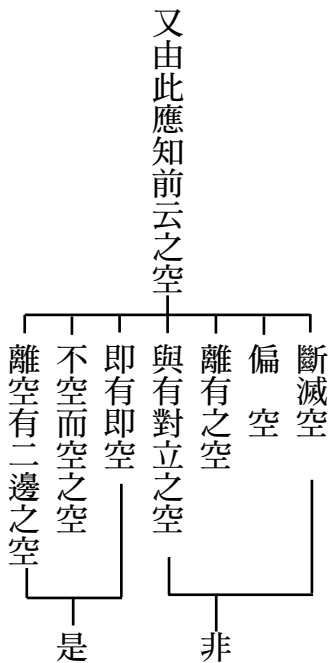 又由此應知前云之空
斷滅空
偏　空
離有之空
與有對立之空
即有即空
不空而空之空
離空有二邊之空
非
是